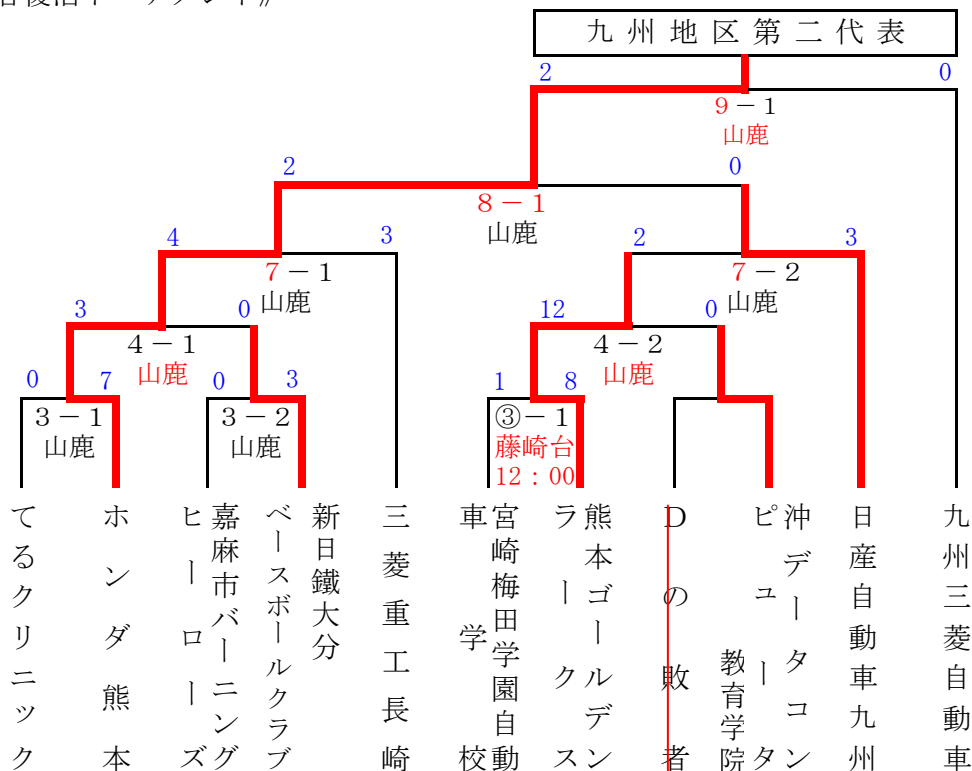 九州地区第二代表
2
0
9－1
山鹿
2
0
8－1
山鹿
4
3
2
3
7－1
山鹿
7－2
山鹿
3
0
12
0
4－1
山鹿
4－2
山鹿
0
7
0
3
1
8
3－1
山鹿
3－2
山鹿
③－1
藤崎台
12：00
てるクリニック
ホンダ熊本
嘉麻市バーニング
ヒーローズ
新日鐵大分
ベースボールクラブ
三菱重工長崎
宮崎梅田学園自動
車学校
熊本ゴールデン
ラークス
Dの敗者
沖データコン
ピュータ
教育学院
日産自動車九州
九州三菱自動車